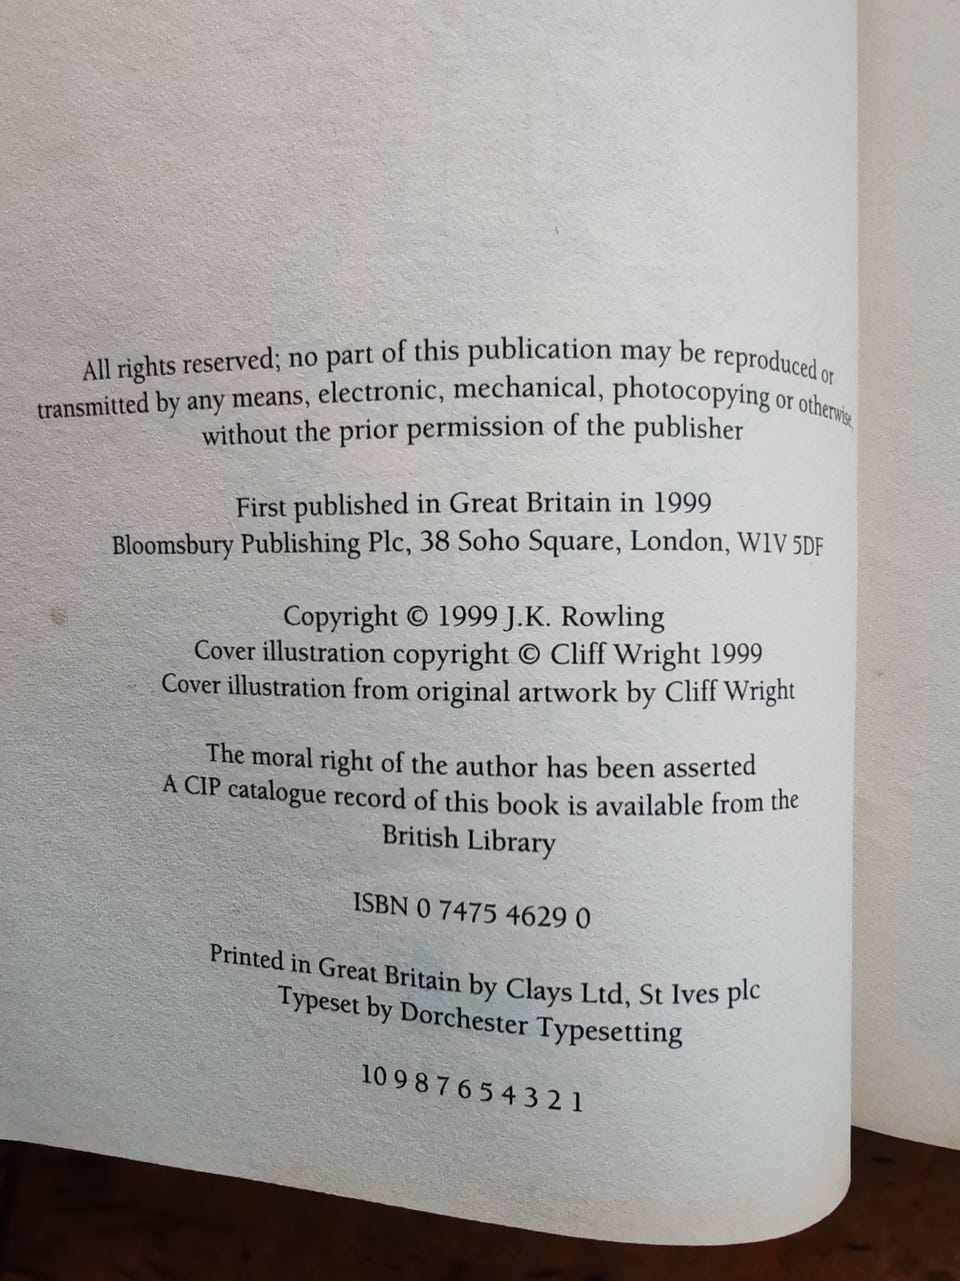 All rights reserved; no part of this publication may be reproduced or
transmitted by any means, electronic, mechanical, photocopying or otherwise,
without the prior permission of the publisher
First published in Great Britain in 1999
Bloomsbury Publishing Plc, 38 Soho Square, London, W1V 5DF
Copyright © 1999 J.K. Rowling
Cover illustration copyright © Cliff Wright 1999
Cover illustration from original artwork by Cliff Wright
The moral right of the author has been asserted
A CIP catalogue record of this book is available from the
British Library
ISBN 0 7475 4629 0
Printed in Great Britain by Clays Ltd, St Ives plc
Typeset by Dorchester Typesetting
10 9 8 7 6 5 4 3 2 1